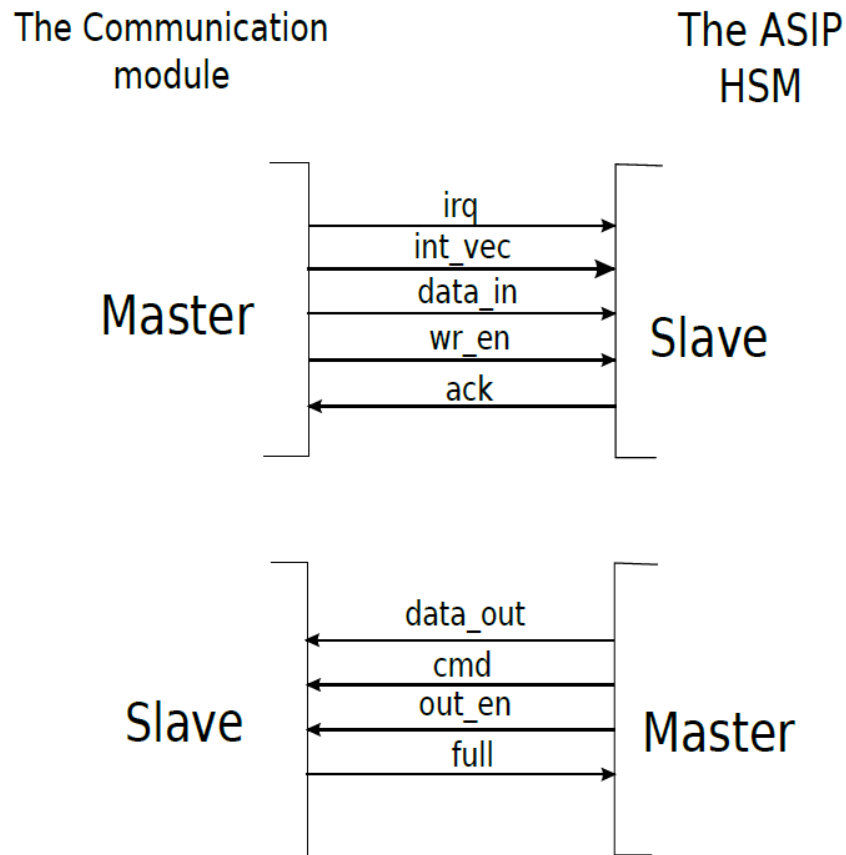 The Communication
module
The ASIP
HSM
irq
int_vec
data_in
wr_en
ack
Master
Slave
data_out
cmd
out_en
full
Slave
Master